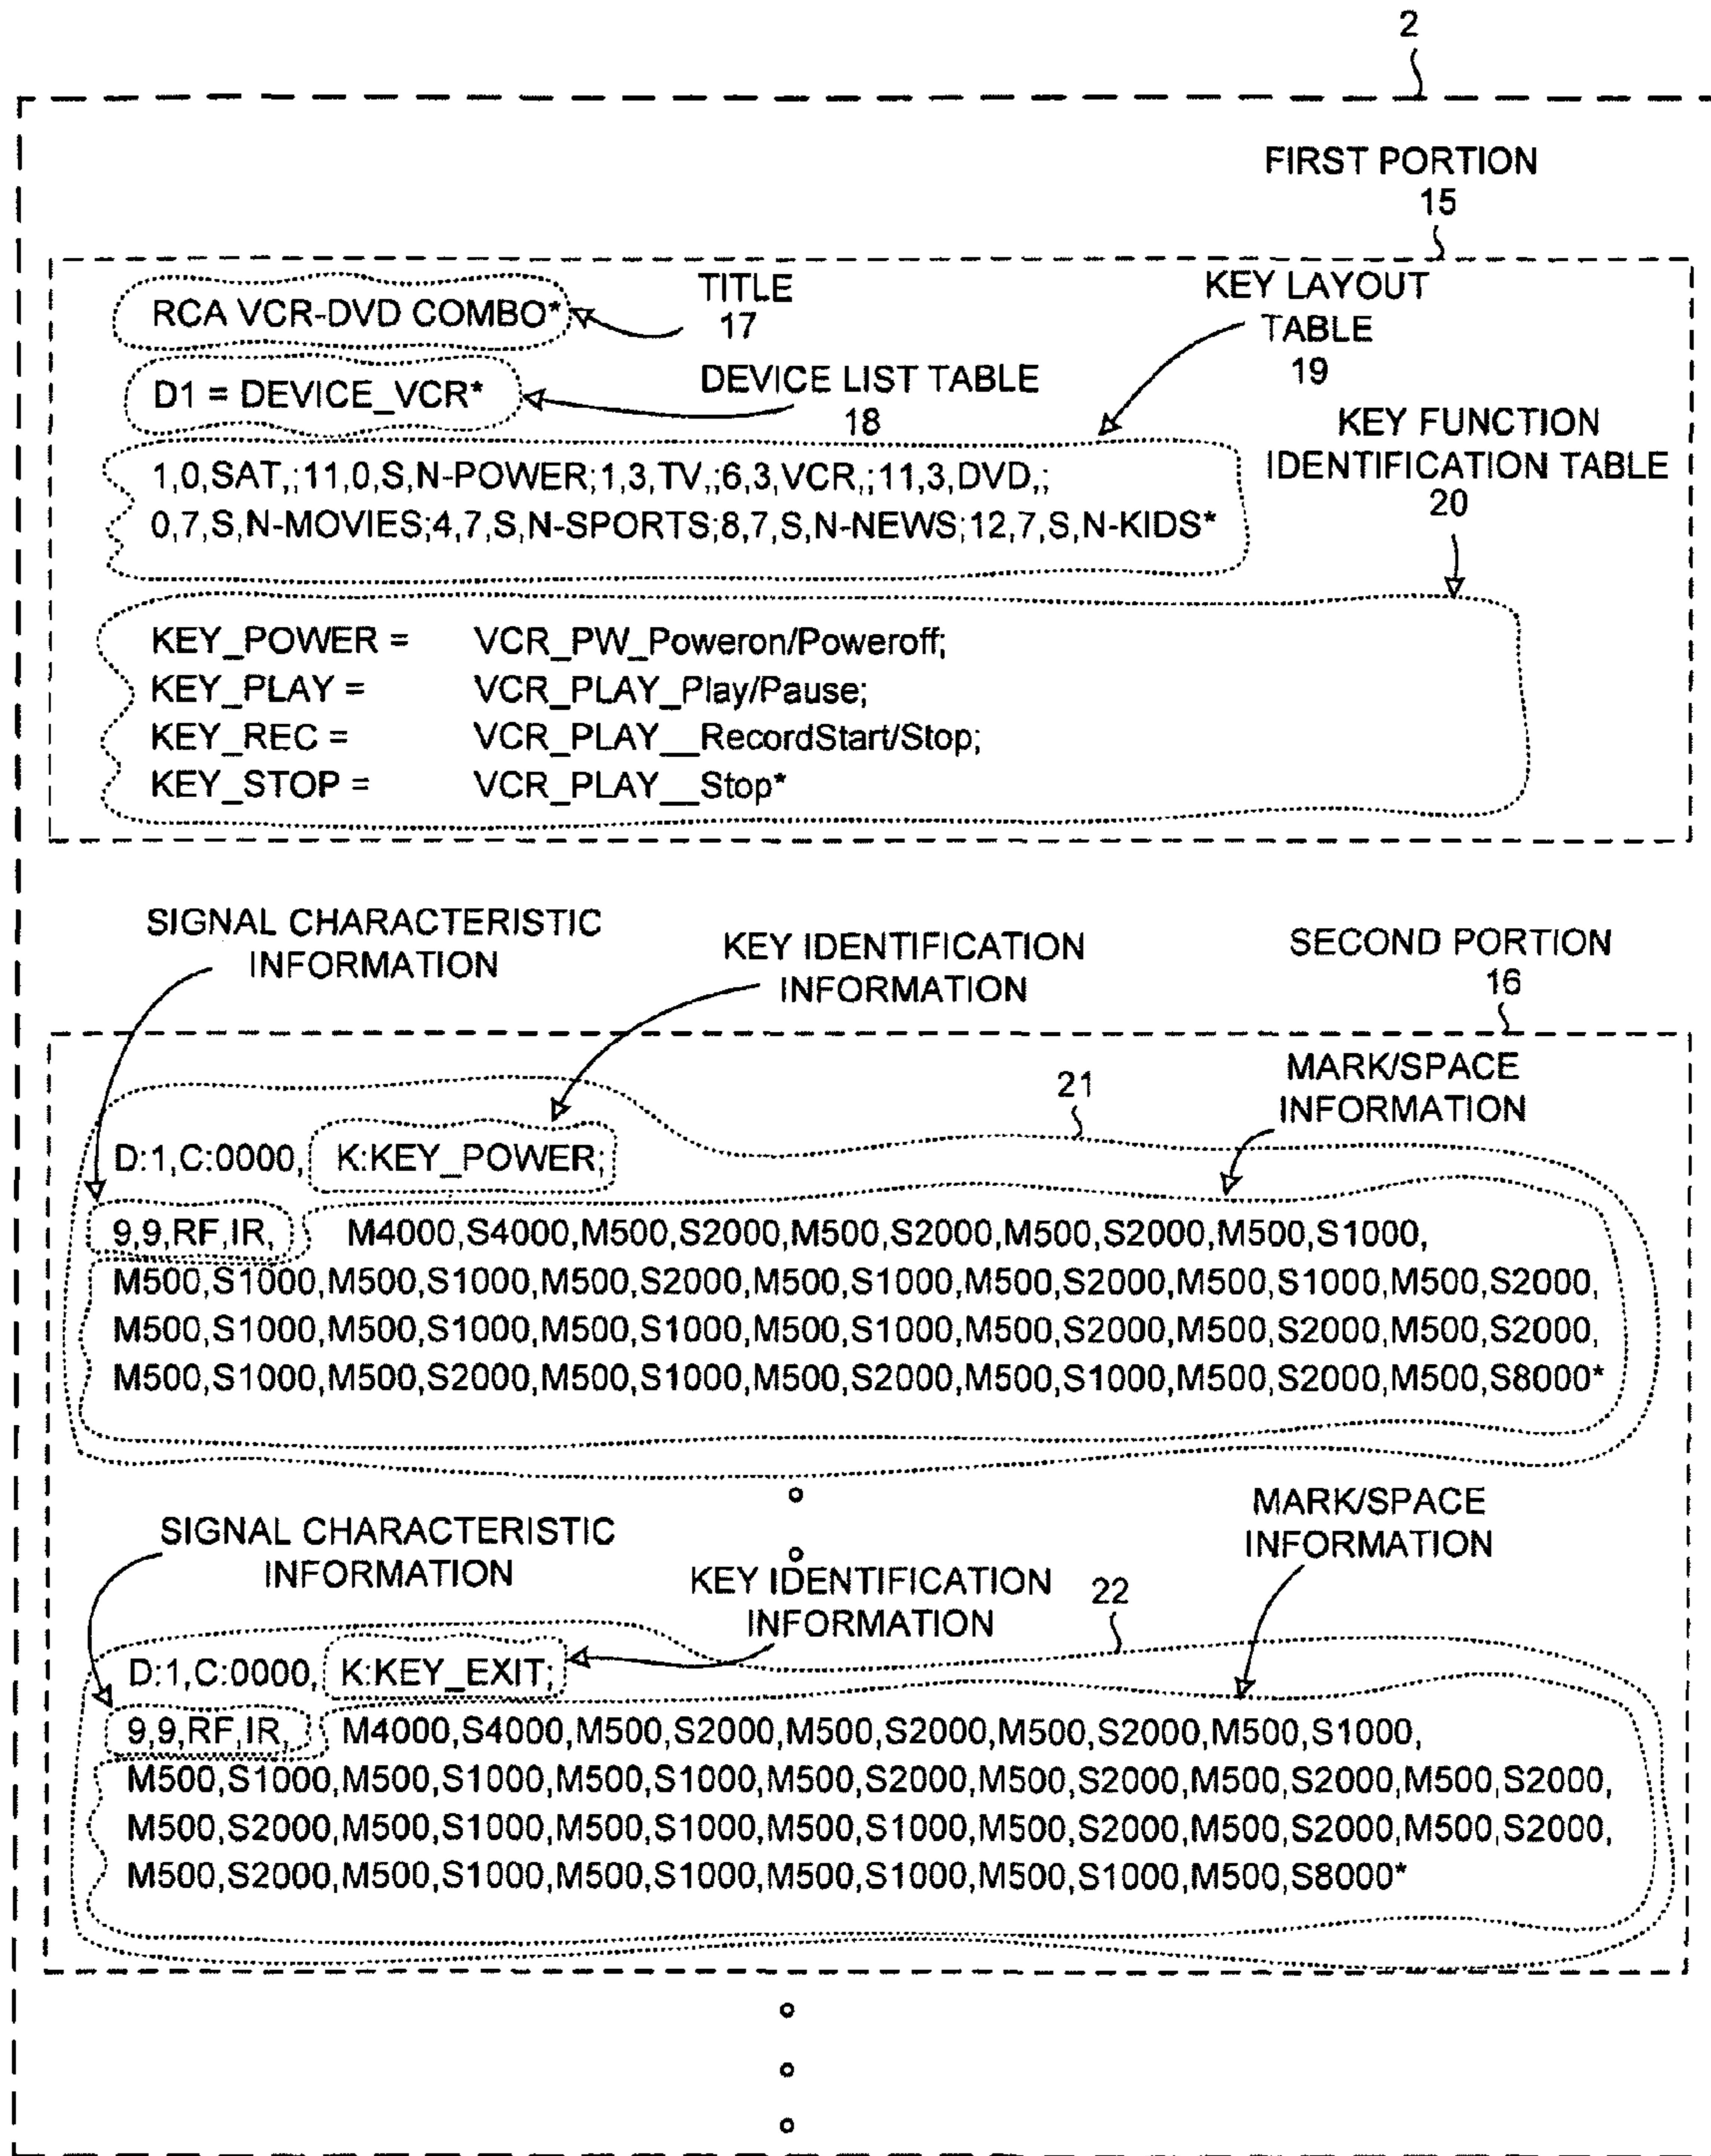 2
FIRST PORTION
15
RCA VCR-DVD COMBO*
TITLE
17
KEY LAYOUT
TABLE
19
D1 = DEVICE_VCR*
DEVICE LIST TABLE
18
KEY FUNCTION
IDENTIFICATION TABLE
20
1,0,SAT,;11,0,S,N-POWER;1,3,TV,;6,3,VCR,;11,3,DVD,;
0,7,S,N-MOVIES;4,7,S,N-SPORTS;8,7,S,N-NEWS;12,7,S,N-KIDS*
KEY_POWER = VCR_PW_Poweron/Poweroff;
KEY_PLAY = VCR_PLAY_Play/Pause;
KEY_REC = VCR_PLAY__RecordStart/Stop;
KEY_STOP = VCR_PLAY__Stop*
SIGNAL CHARACTERISTIC
INFORMATION
KEY IDENTIFICATION
INFORMATION
SECOND PORTION
16
MARK/SPACE
INFORMATION
21
D:1,C:0000, K:KEY_POWER;
9,9,RF,IR, M4000,S4000,M500,S2000,M500,S2000,M500,S2000,M500,S1000,
M500,S1000,M500,S1000,M500,S2000,M500,S1000,M500,S2000,M500,S1000,M500,S2000,
M500,S1000,M500,S1000,M500,S1000,M500,S1000,M500,S2000,M500,S2000,M500,S2000,
M500,S1000,M500,S2000,M500,S1000,M500,S2000,M500,S1000,M500,S2000,M500,S8000*
SIGNAL CHARACTERISTIC
INFORMATION
KEY IDENTIFICATION
INFORMATION
22
MARK/SPACE
INFORMATION
D:1,C:0000, K:KEY_EXIT;
9,9,RF,IR, M4000,S4000,M500,S2000,M500,S2000,M500,S2000,M500,S1000,
M500,S1000,M500,S1000,M500,S1000,M500,S2000,M500,S2000,M500,S2000,M500,S2000,
M500,S2000,M500,S1000,M500,S1000,M500,S1000,M500,S2000,M500,S2000,M500,S2000,
M500,S2000,M500,S1000,M500,S1000,M500,S1000,M500,S1000,M500,S8000*